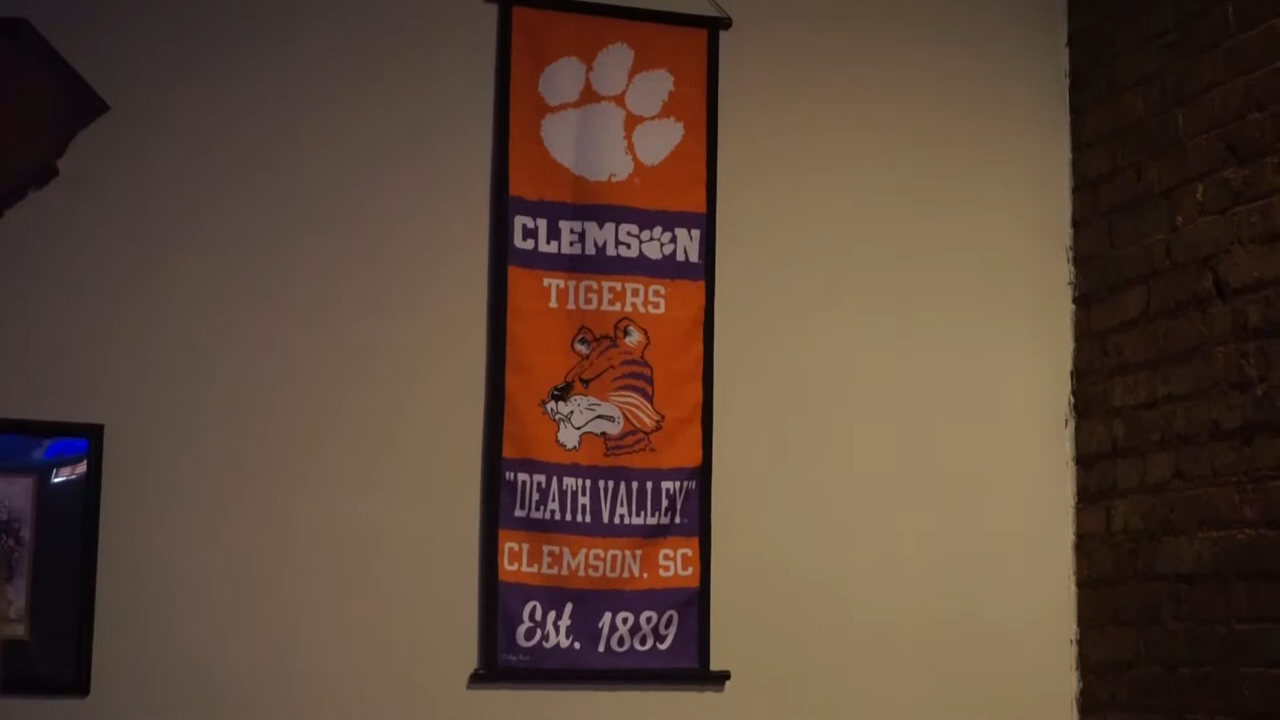 CLEMSON
TIGERS
"DEATH VALLEY"
CLEMSON, SC
Est. 1889